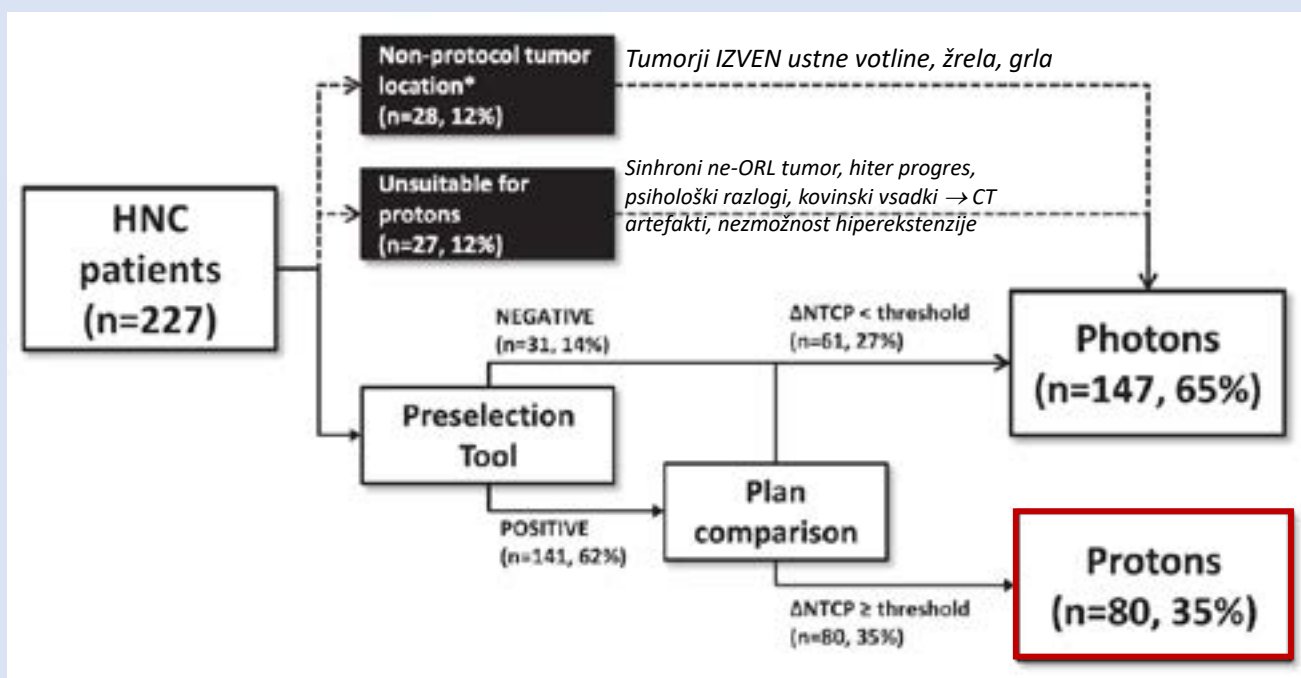 Non-protocol tumor
location*
(n=28, 12%)
Tumorji IZVEN ustne votline, žrela, grla
Unsuitable for
protons
(n=27, 12%)
Sinhroni ne-ORL tumor, hiter progres,
psihološki razlogi, kovinski vsadki → CT
artefakti, nezmožnost hiperekstenzije
HNC
patients
(n=227)
NEGATIVE
(n=31, 14%)
ΔNTCP < threshold
(n=61, 27%)
Photons
(n=147, 65%)
Preselection
Tool
Plan
comparison
POSITIVE
(n=141, 62%)
ΔNTCP ≥ threshold
(n=80, 35%)
Protons
(n=80, 35%)